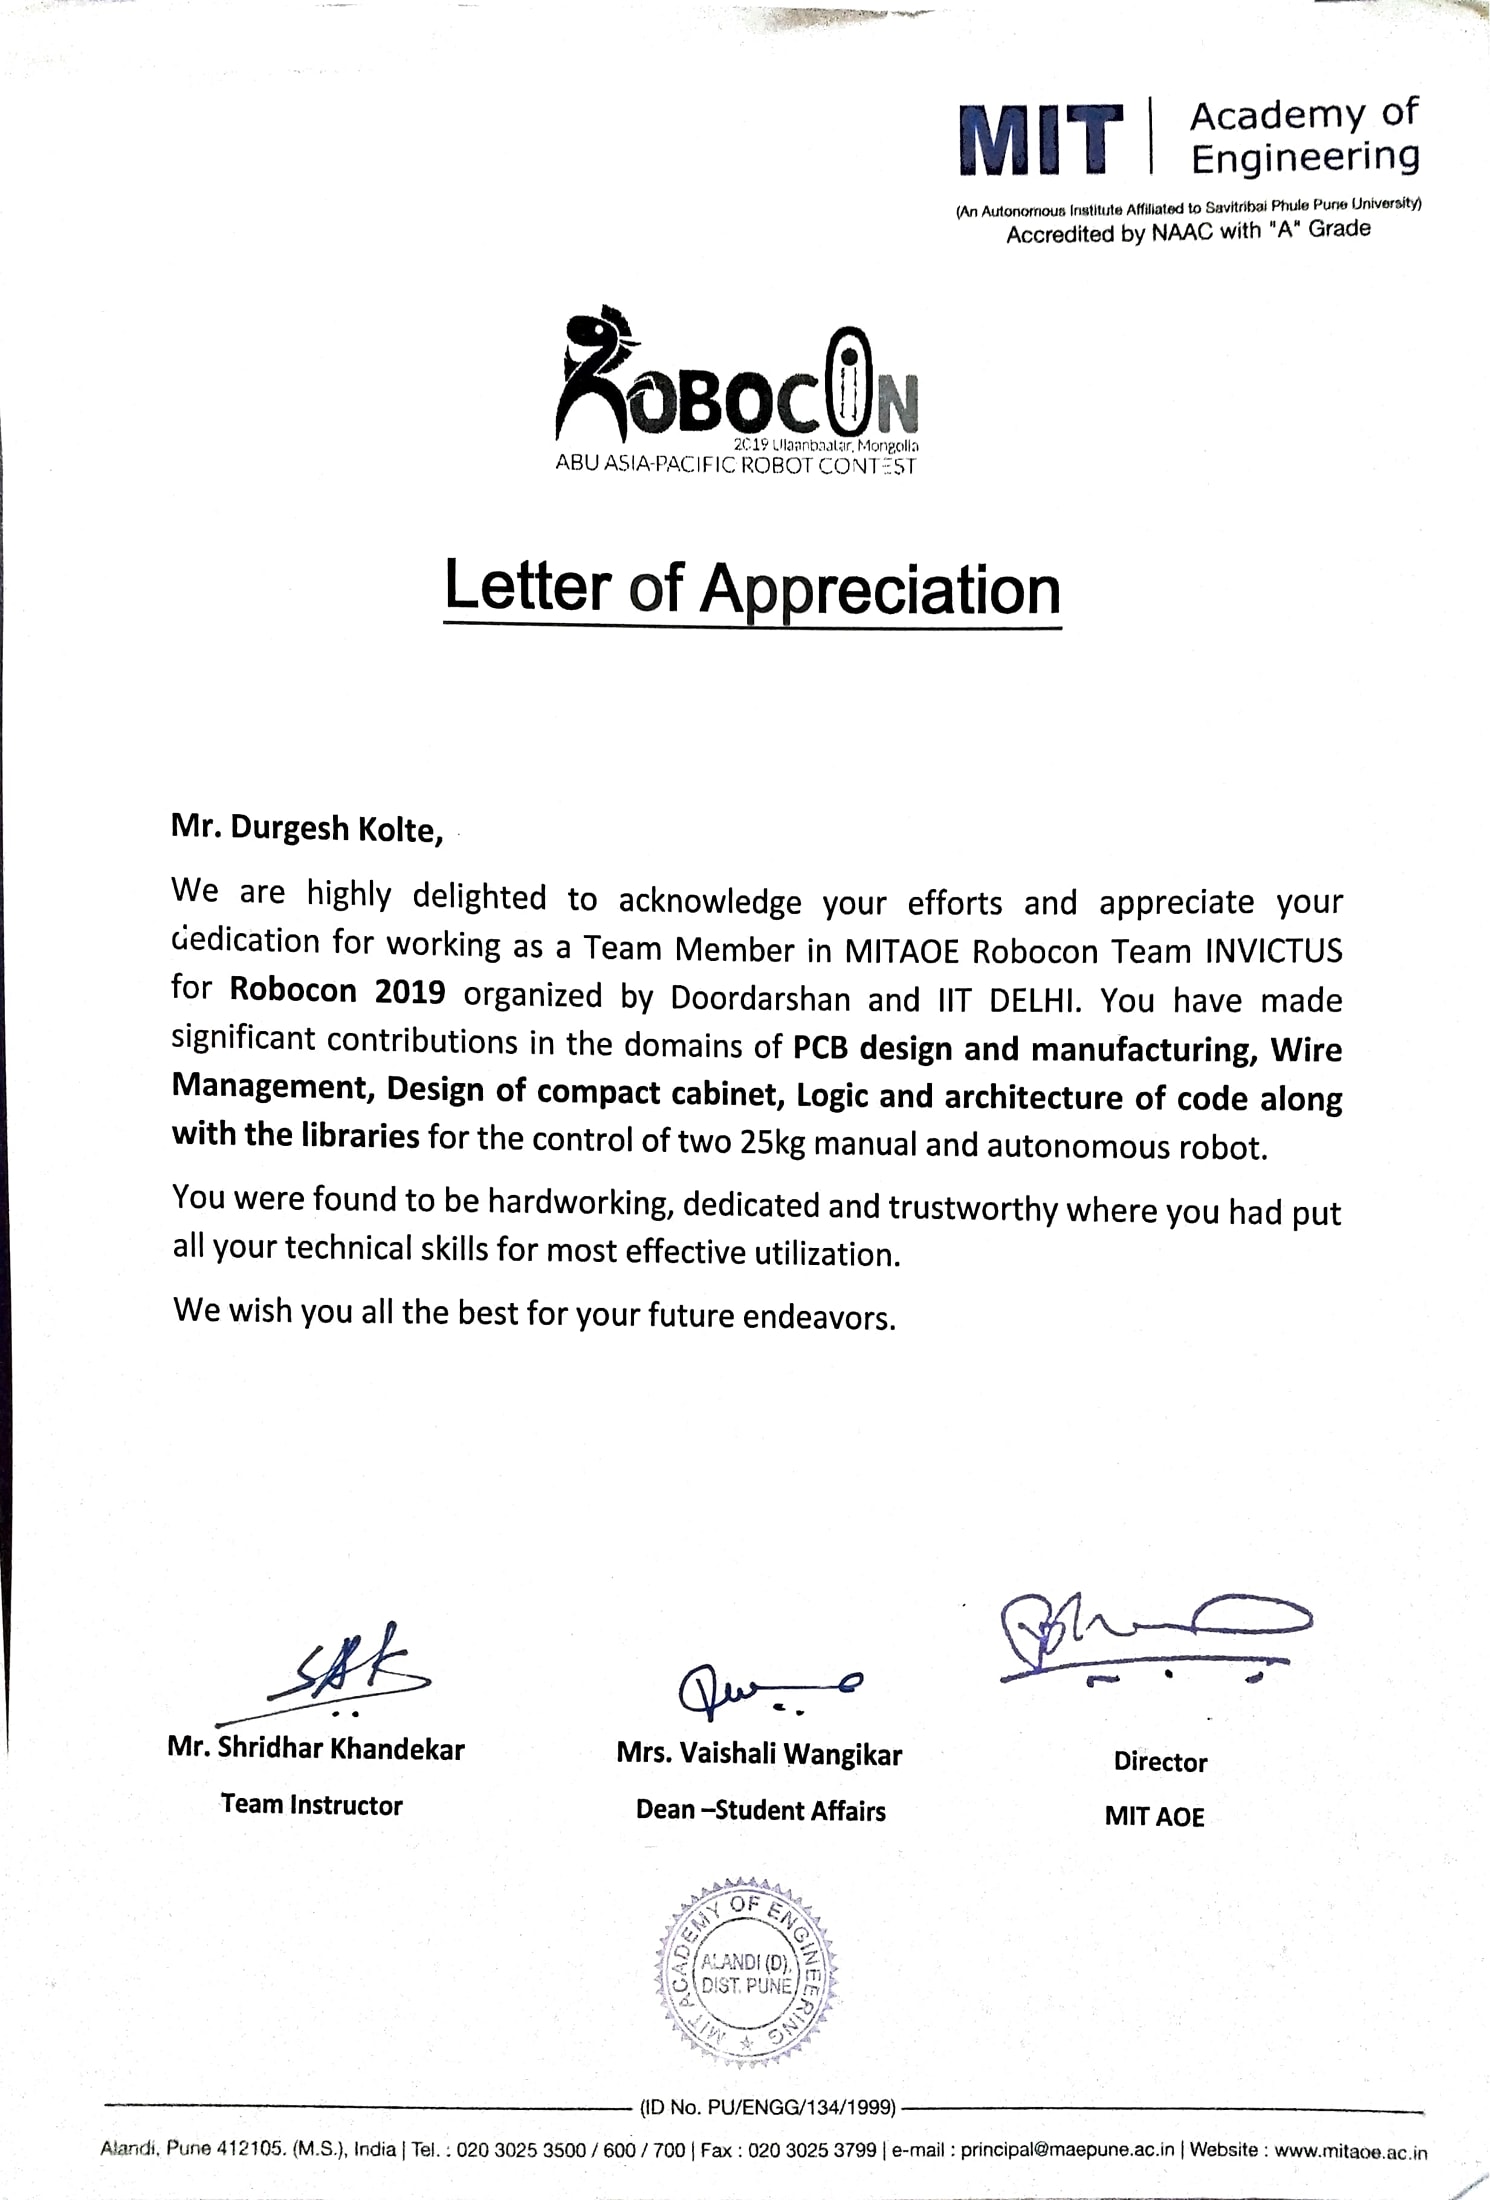 MIT | Academy of
Engineering
(An Autonomous Institute Affiliated to Savitribai Phule Pune University)
Accredited by NAAC with "A" Grade
ROBOCON
2019 Ulaanbaatar, Mongolia
ABU ASIA-PACIFIC ROBOT CONTEST
Letter of Appreciation
Mr. Durgesh Kolte,
We are highly delighted to acknowledge your efforts and appreciate your
dedication for working as a Team Member in MITAOE Robocon Team INVICTUS
for Robocon 2019 organized by Doordarshan and IIT DELHI. You have made
significant contributions in the domains of PCB design and manufacturing, Wire
Management, Design of compact cabinet, Logic and architecture of code along
with the libraries for the control of two 25kg manual and autonomous robot.
You were found to be hardworking, dedicated and trustworthy where you had put
all your technical skills for most effective utilization.
We wish you all the best for your future endeavors.
Mr. Shridhar Khandekar
Team Instructor
Mrs. Vaishali Wangikar
Dean –Student Affairs
Director
MIT AOE
MIT ACADEMY OF ENGINEERING
ALANDI (D).
DIST. PUNE
(ID No. PU/ENGG/134/1999)
Alandi, Pune 412105. (M.S.), India | Tel. : 020 3025 3500 / 600 / 700 | Fax : 020 3025 3799 | e-mail : principal@maepune.ac.in | Website : www.mitaoe.ac.in